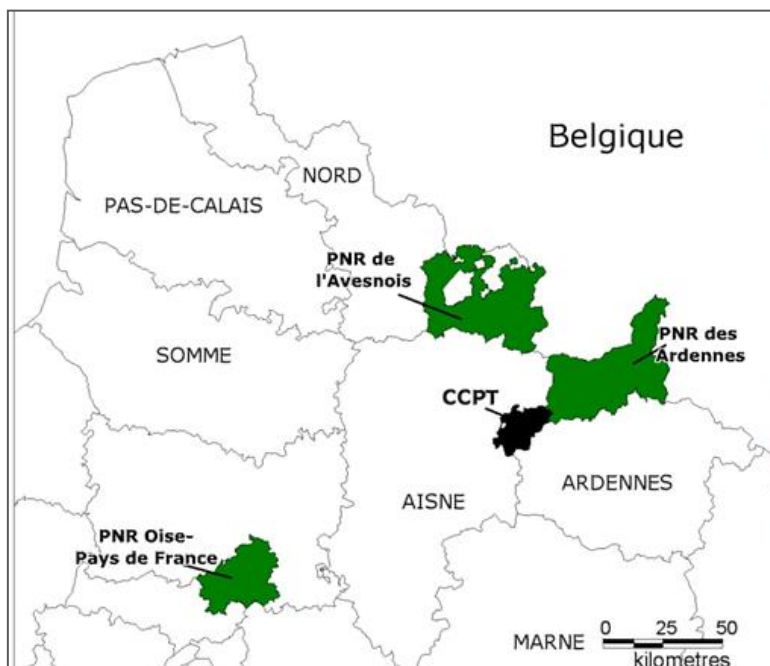 Belgique
NORD
PAS-DE-CALAIS
PNR de
l'Avesnois
SOMME
PNR des
Ardennes
CCPT
ARDENNES
AISNE
PNR Oise-
Pays de France
MARNE
0 25 50
kilometres